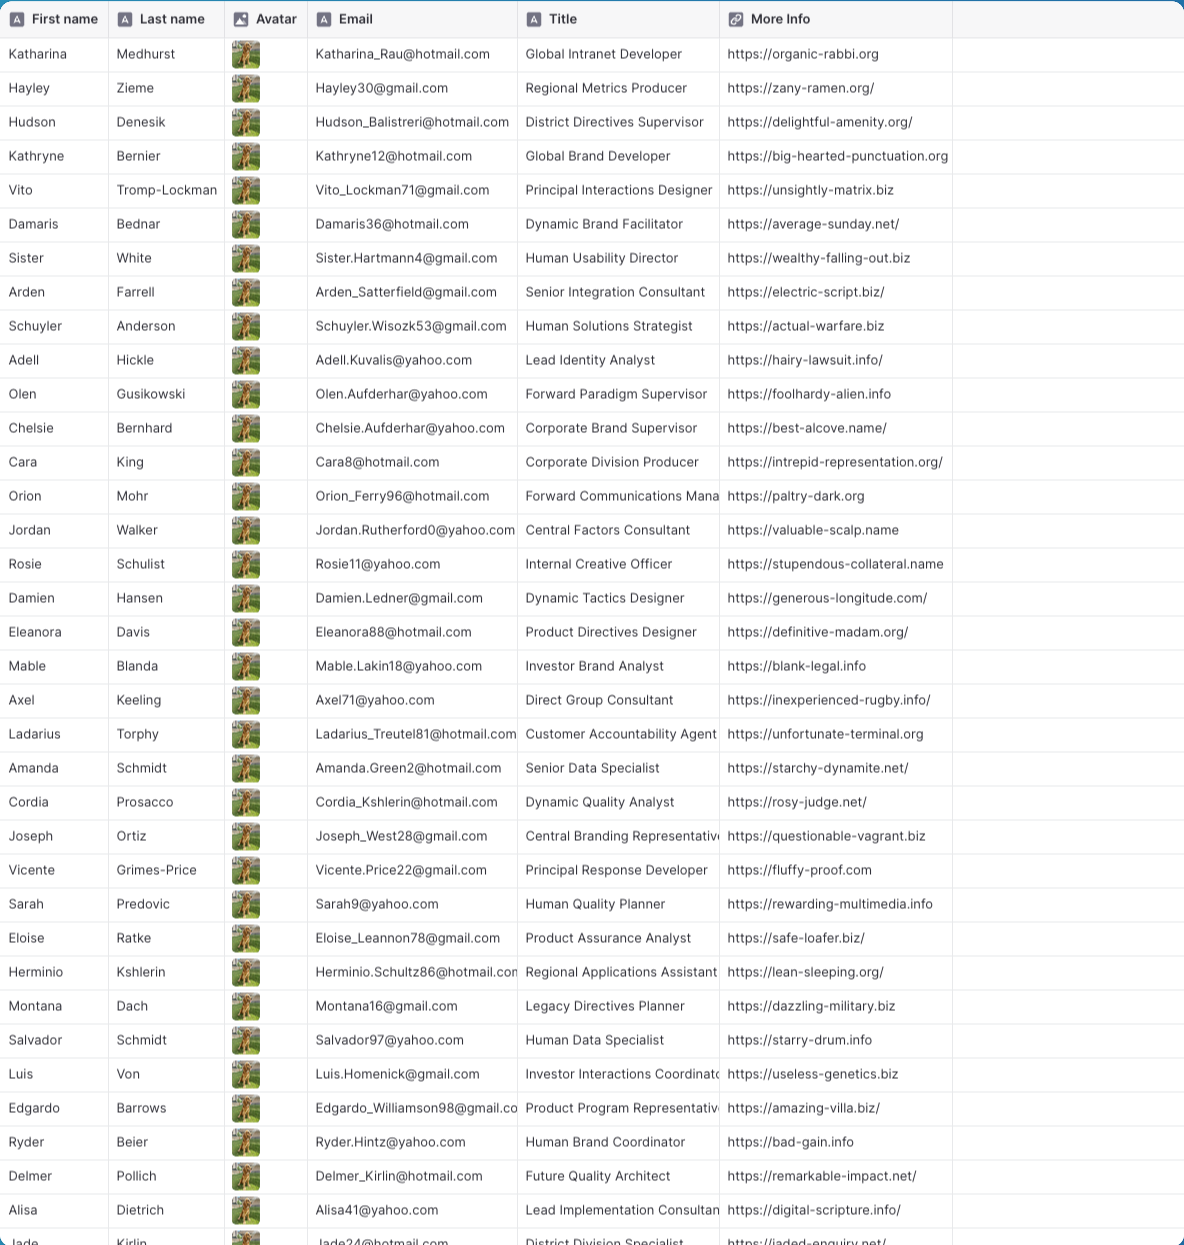 First name Last name Avatar Email Title More Info
Katharina Medhurst Katharina_Rau@hotmail.com Global Intranet Developer https://organic-rabbi.org
Hayley Zieme Hayley30@gmail.com Regional Metrics Producer https://zany-ramen.org/
Hudson Denesik Hudson_Balistreri@hotmail.com District Directives Supervisor https://delightful-amenity.org/
Kathryne Bernier Kathryne12@hotmail.com Global Brand Developer https://big-hearted-punctuation.org
Vito Tromp-Lockman Vito_Lockman71@gmail.com Principal Interactions Designer https://unsightly-matrix.biz
Damaris Bednar Damaris36@hotmail.com Dynamic Brand Facilitator https://average-sunday.net/
Sister White Sister.Hartmann4@gmail.com Human Usability Director https://wealthy-falling-out.biz
Arden Farrell Arden_Satterfield@gmail.com Senior Integration Consultant https://electric-script.biz/
Schuyler Anderson Schuyler.Wisozk53@gmail.com Human Solutions Strategist https://actual-warfare.biz
Adell Hickle Adell.Kuvalis@yahoo.com Lead Identity Analyst https://hairy-lawsuit.info/
Olen Gusikowski Olen.Aufderhar@yahoo.com Forward Paradigm Supervisor https://foolhardy-alien.info
Chelsie Bernhard Chelsie.Aufderhar@yahoo.com Corporate Brand Supervisor https://best-alcove.name/
Cara King Cara8@hotmail.com Corporate Division Producer https://intrepid-representation.org/
Orion Mohr Orion_Ferry96@hotmail.com Forward Communications Mana https://paltry-dark.org
Jordan Walker Jordan.Rutherford0@yahoo.com Central Factors Consultant https://valuable-scalp.name
Rosie Schulist Rosie11@yahoo.com Internal Creative Officer https://stupendous-collateral.name
Damien Hansen Damien.Ledner@gmail.com Dynamic Tactics Designer https://generous-longitude.com/
Eleanora Davis Eleanora88@hotmail.com Product Directives Designer https://definitive-madam.org/
Mable Blanda Mable.Lakin18@yahoo.com Investor Brand Analyst https://blank-legal.info
Axel Keeling Axel71@yahoo.com Direct Group Consultant https://inexperienced-rugby.info/
Ladarius Torphy Ladarius_Treutel81@hotmail.com Customer Accountability Agent https://unfortunate-terminal.org
Amanda Schmidt Amanda.Green2@hotmail.com Senior Data Specialist https://starchy-dynamite.net/
Cordia Prosacco Cordia_Kshlerin@hotmail.com Dynamic Quality Analyst https://rosy-judge.net/
Joseph Ortiz Joseph_West28@gmail.com Central Branding Representativ https://questionable-vagrant.biz
Vicente Grimes-Price Vicente.Price22@gmail.com Principal Response Developer https://fluffy-proof.com
Sarah Predovic Sarah9@yahoo.com Human Quality Planner https://rewarding-multimedia.info
Eloise Ratke Eloise_Leannon78@gmail.com Product Assurance Analyst https://safe-loafer.biz/
Herminio Kshlerin Herminio.Schultz86@hotmail.com Regional Applications Assistant https://lean-sleeping.org/
Montana Dach Montana16@gmail.com Legacy Directives Planner https://dazzling-military.biz
Salvador Schmidt Salvador97@yahoo.com Human Data Specialist https://starry-drum.info
Luis Von Luis.Homenick@gmail.com Investor Interactions Coordinato https://useless-genetics.biz
Edgardo Barrows Edgardo_Williamson98@gmail.co Product Program Representativ https://amazing-villa.biz/
Ryder Beier Ryder.Hintz@yahoo.com Human Brand Coordinator https://bad-gain.info
Delmer Pollich Delmer_Kirlin@hotmail.com Future Quality Architect https://remarkable-impact.net/
Alisa Dietrich Alisa41@yahoo.com Lead Implementation Consultan https://digital-scripture.info/
Jade Kirlin Jade24@hotmail.com District Division Specialist https://jaded-enquiry.net/